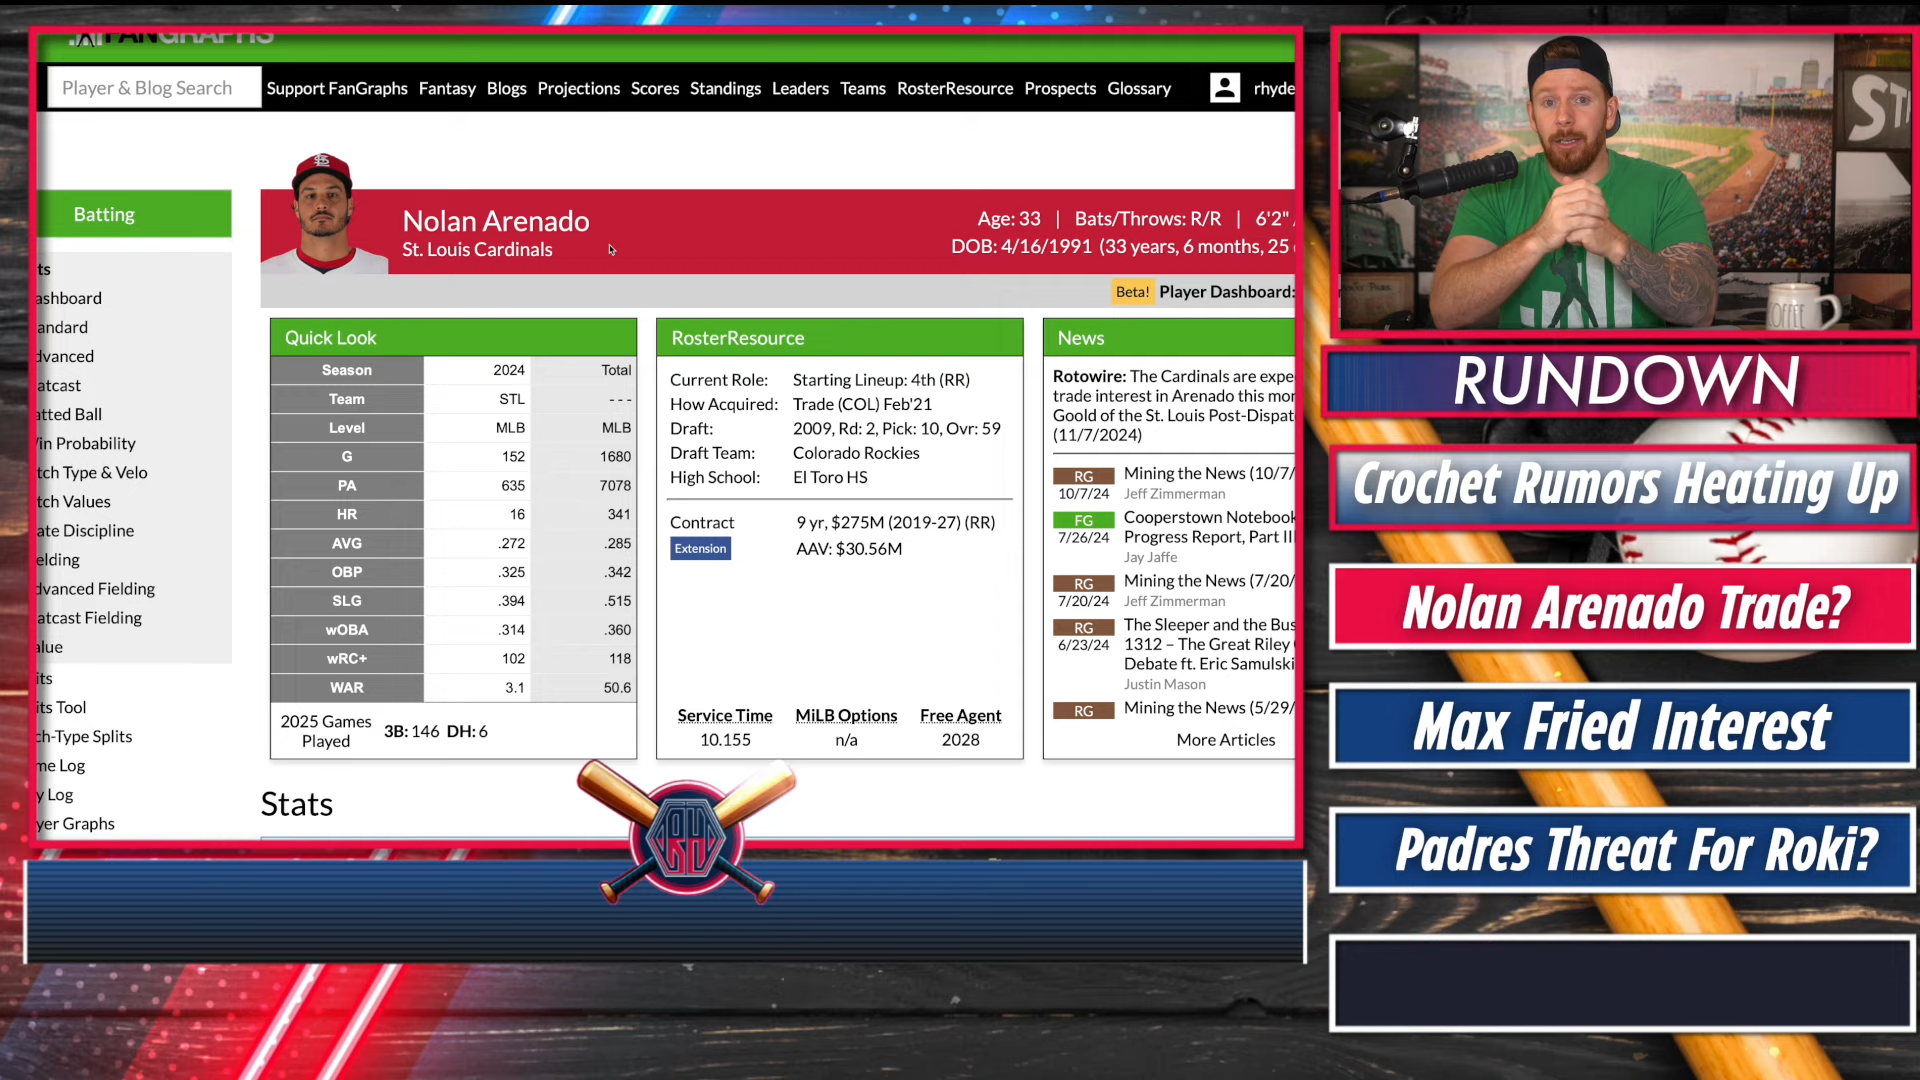 FANGRAPHS
Player & Blog Search
Support FanGraphs Fantasy Blogs Projections Scores Standings Leaders Teams RosterResource Prospects Glossary
rhyde
Batting
ts
ashboard
andard
dvanced
atcast
atted Ball
in Probability
tch Type & Velo
tch Values
ate Discipline
elding
dvanced Fielding
atcast Fielding
alue
its
its Tool
ch-Type Splits
me Log
y Log
yer Graphs
Nolan Arenado
St. Louis Cardinals
Age: 33 | Bats/Throws: R/R | 6'2" /
DOB: 4/16/1991 (33 years, 6 months, 25
Beta! Player Dashboard:
Quick Look
Season 2024 Total
Team STL - - -
Level MLB MLB
G 152 1680
PA 635 7078
HR 16 341
AVG .272 .285
OBP .325 .342
SLG .394 .515
wOBA .314 .360
wRC+ 102 118
WAR 3.1 50.6
2025 Games
Played
3B: 146 DH: 6
RosterResource
Current Role: Starting Lineup: 4th (RR)
How Acquired: Trade (COL) Feb'21
Draft: 2009, Rd: 2, Pick: 10, Ovr: 59
Draft Team: Colorado Rockies
High School: El Toro HS
Contract 9 yr, $275M (2019-27) (RR)
Extension AAV: $30.56M
Service Time MiLB Options Free Agent
10.155 n/a 2028
News
Rotowire: The Cardinals are expe
trade interest in Arenado this mor
Goold of the St. Louis Post-Dispat
(11/7/2024)
RG Mining the News (10/7/
10/7/24 Jeff Zimmerman
FG Cooperstown Notebook
7/26/24 Progress Report, Part III
Jay Jaffe
RG Mining the News (7/20/
7/20/24 Jeff Zimmerman
RG The Sleeper and the Bus
6/23/24 1312 – The Great Riley
Debate ft. Eric Samulski
Justin Mason
RG Mining the News (5/29/
More Articles
Stats
ST
COFFEE
RUNDOWN
Crochet Rumors Heating Up
Nolan Arenado Trade?
Max Fried Interest
Padres Threat For Roki?